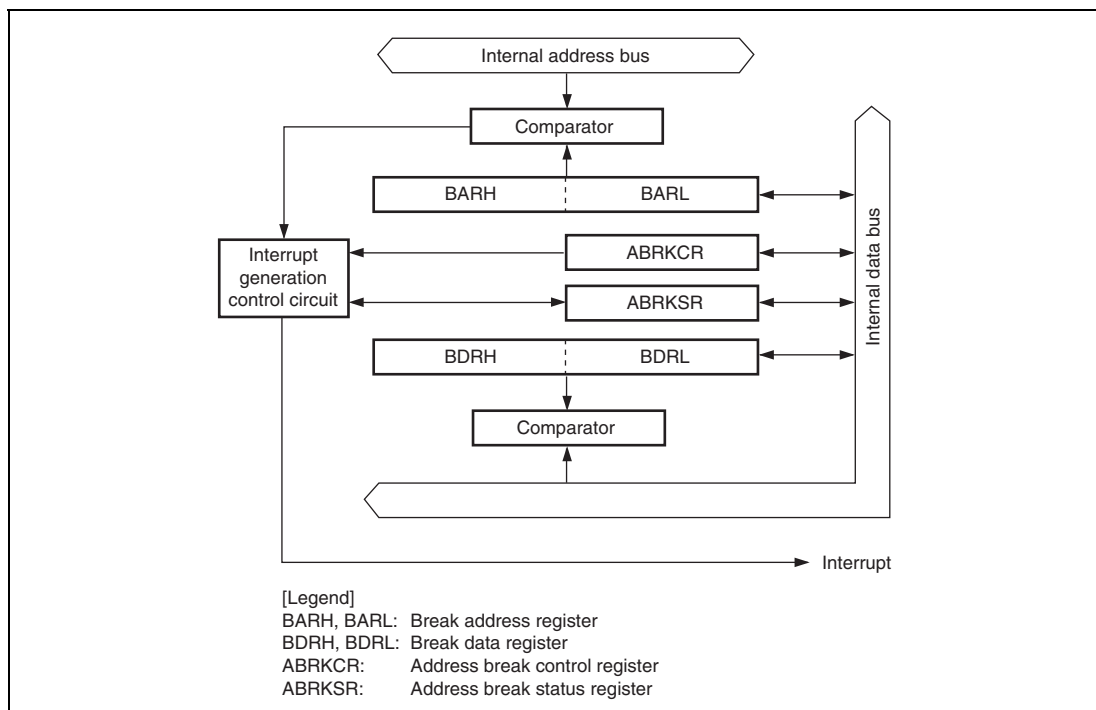 Internal address bus
Comparator
BARH BARL
Interrupt
generation
control circuit
ABRKCR
ABRKSR
Internal data bus
BDRH BDRL
Comparator
Interrupt
[Legend]
BARH, BARL: Break address register
BDRH, BDRL: Break data register
ABRKCR: Address break control register
ABRKSR: Address break status register